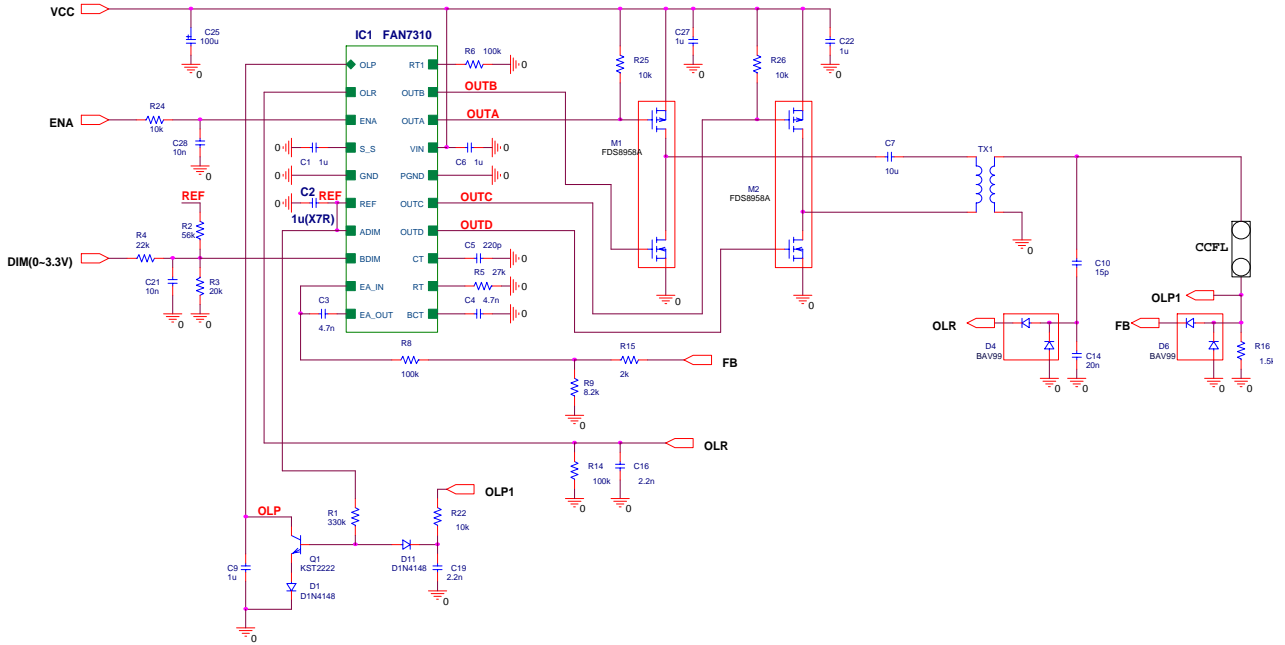 VCC
C25
100u
0
IC1 FAN7310
R6 100k
0
C27
1u
0
C22
1u
0
R25
10k
R26
10k
OLP
RT1
OLR
OUTB
OUTB
ENA
OUTA
OUTA
S_S
VIN
GND
PGND
REF
OUTC
OUTC
ADIM
OUTD
OUTD
BDIM
CT
EA_IN
RT
EA_OUT
BCT
ENA
R24
10k
C28
10n
0
0
C1 1u
0
C6 1u
0
0
C2
REF
0
1u(X7R)
REF
R2
56k
R4
22k
DIM(0~3.3V)
C21
10n
R3
20k
0
0
C5 220p
0
R5 27k
0
C4 4.7n
0
C3
4.7n
M1
FDS8958A
0
M2
FDS8958A
0
C7
10u
TX1
0
C10
15p
CCFL
OLP1
OLR
D4
BAV99
C14
20n
0
0
FB
D6
BAV99
R16
1.5k
0
0
R8
100k
R15
2k
FB
R9
8.2k
0
OLR
R14
100k
C16
2.2n
0
0
OLP1
R22
10k
OLP
R1
330k
Q1
KST2222
D11
D1N4148
C19
2.2n
0
C9
1u
D1
D1N4148
0